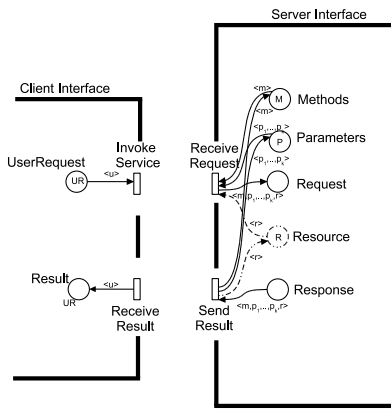 Server Interface
Client Interface
<m>
M
Methods
<m>
<p1,...,pk>
Invoke
Service
Receive
Request
P
Parameters
UserRequest
<p1,...,pk>
UR
<u>
Request
<m,p1,...,pk,r>
<r>
R
Resource
Result
<r>
<u>
Response
UR
Receive
Result
Send
Result
<m,p1,...,pk,r>